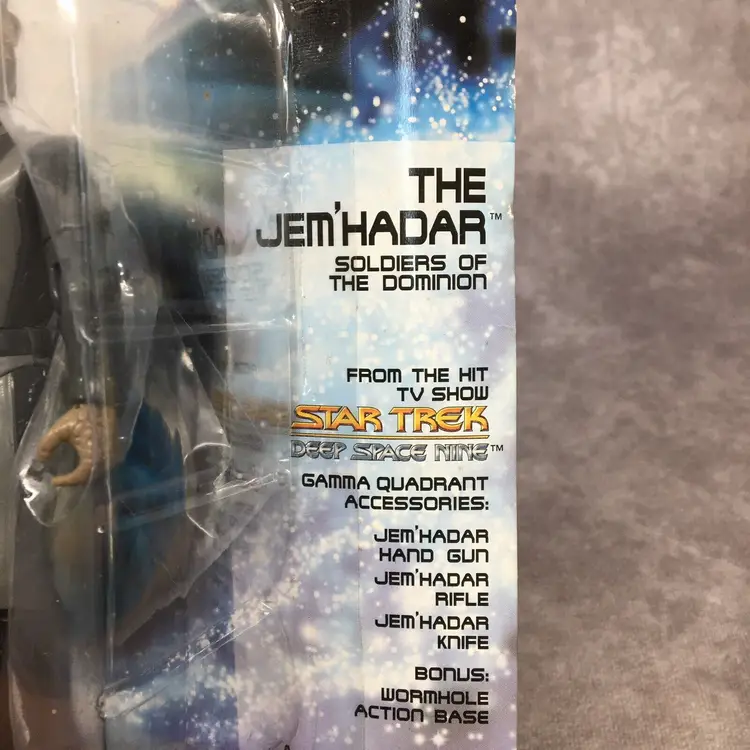 THE
JEM'HADAR™
SOLDIERS OF
THE DOMINION
FROM THE HIT
TV SHOW
STAR TREK
DEEP SPACE NINE™
GAMMA QUADRANT
ACCESSORIES:
JEM'HADAR
HAND GUN
JEM'HADAR
RIFLE
JEM'HADAR
KNIFE
BONUS:
WORMHOLE
ACTION BASE